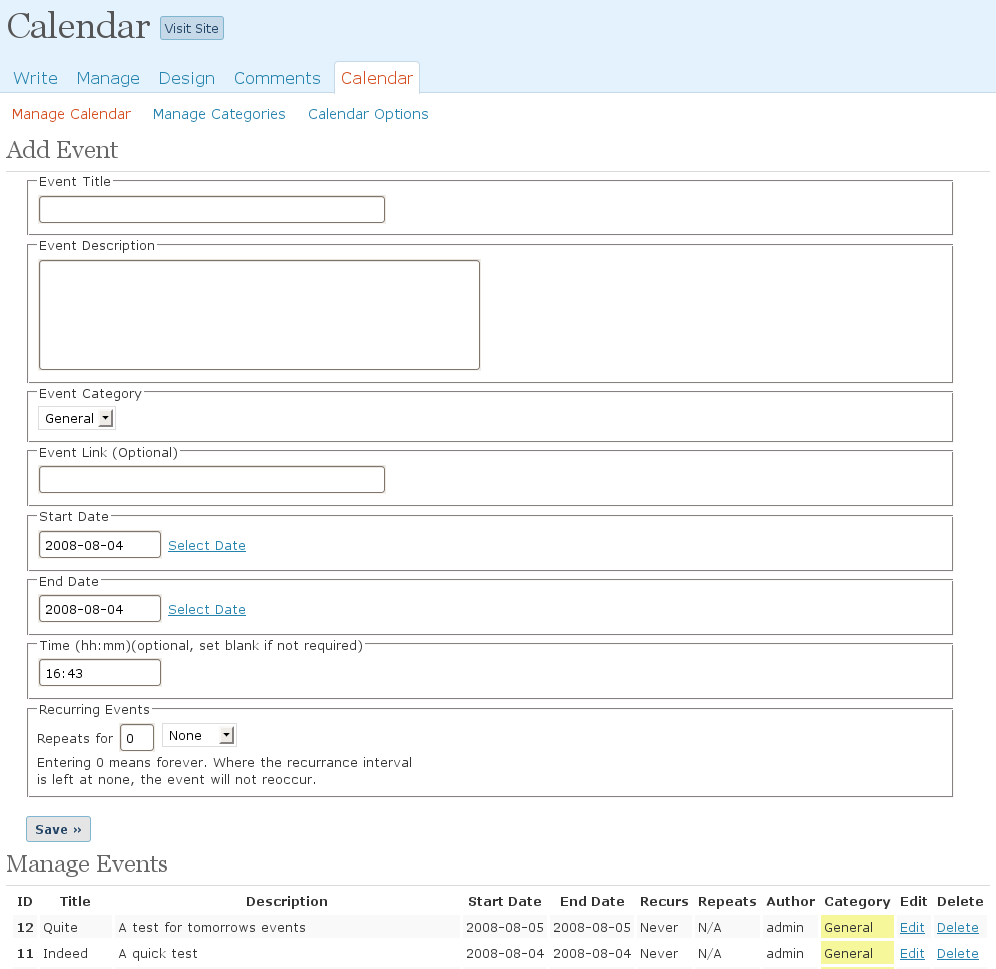 Calendar Visit Site
Write Manage Design Comments Calendar
Manage Calendar Manage Categories Calendar Options
Add Event
Event Title
Event Description
Event Category
General
Event Link (Optional)
Start Date
2008-08-04 Select Date
End Date
2008-08-04 Select Date
Time (hh:mm)(optional, set blank if not required)
16:43
Recurring Events
Repeats for 0 None
Entering 0 means forever. Where the recurrance interval
is left at none, the event will not reoccur.
Save »
Manage Events
ID Title Description Start Date End Date Recurs Repeats Author Category Edit Delete
12 Quite A test for tomorrows events 2008-08-05 2008-08-05 Never N/A admin General Edit Delete
11 Indeed A quick test 2008-08-04 2008-08-04 Never N/A admin General Edit Delete